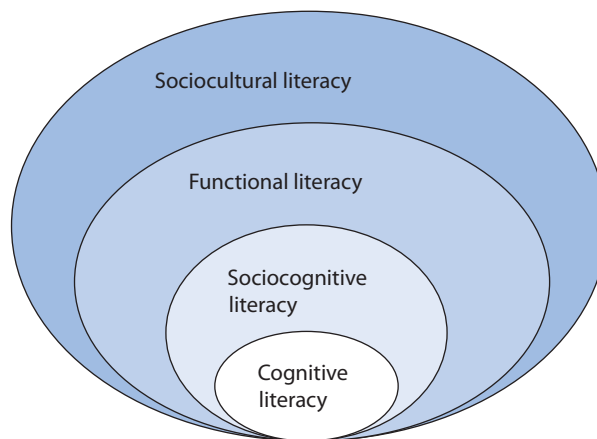 Sociocultural literacy
Functional literacy
Sociocognitive
literacy
Cognitive
literacy